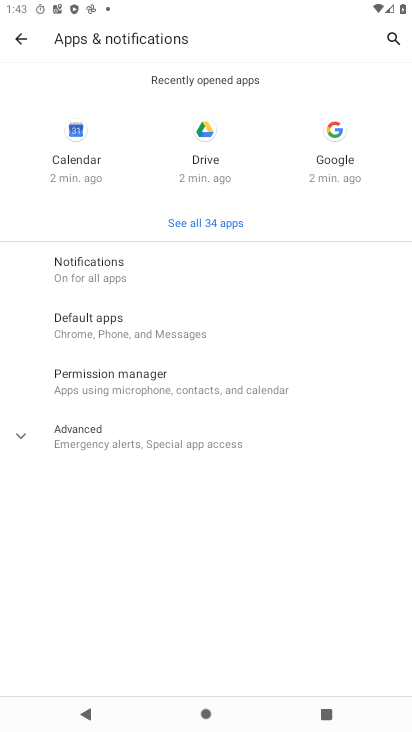 1:43
Apps & notifications
Recently opened apps
31
Calendar
2 min. ago
Drive
2 min. ago
Google
2 min. ago
See all 34 apps
Notifications
On for all apps
Default apps
Chrome, Phone, and Messages
Permission manager
Apps using microphone, contacts, and calendar
Advanced
Emergency alerts, Special app access